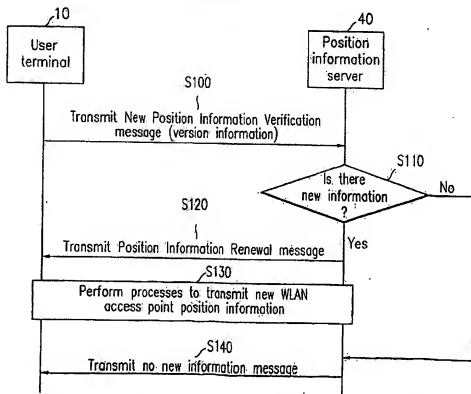 10
User
terminal
40
Position
information
server
S100
Transmit New Position Information Verification
message (version information)
S110
Is there
new information
?
No
Yes
S120
Transmit Position Information Renewal message
S130
Perform processes to transmit new WLAN
access point position information
S140
Transmit no new information message